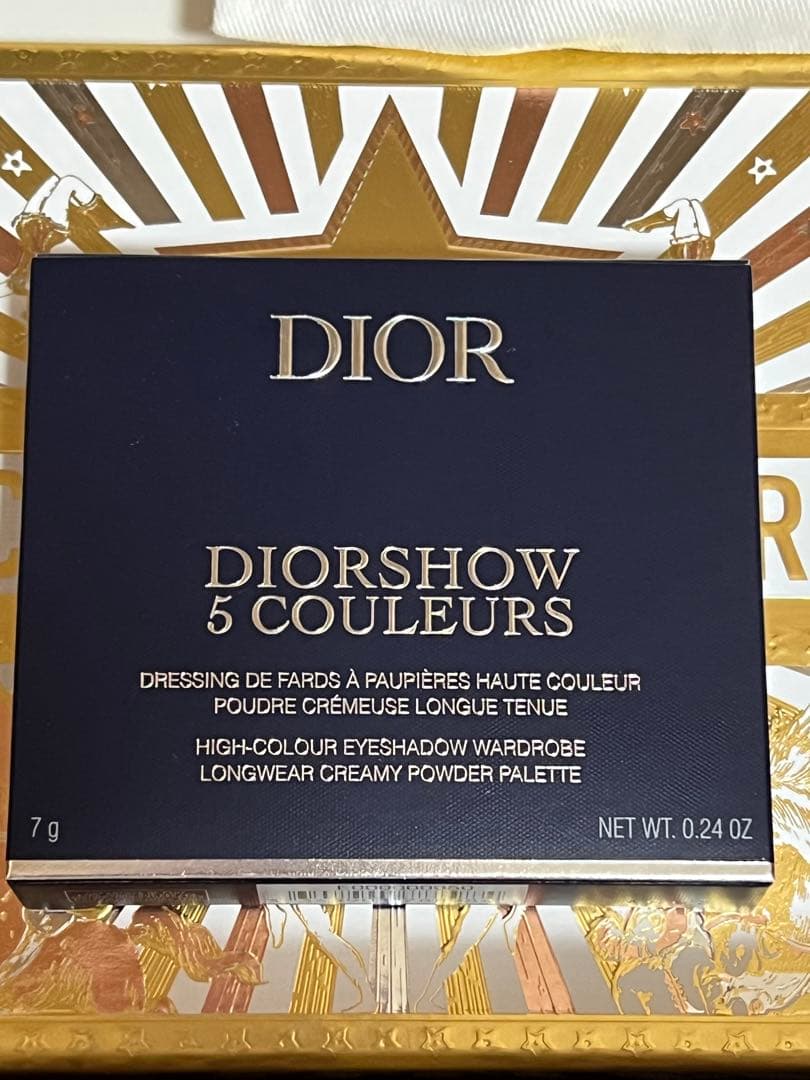 DIOR
DIORSHOW
5 COULEURS
DRESSING DE FARDS À PAUPIÈRES HAUTE COULEUR
POUDRE CRÉMEUSE LONGUE TENUE
HIGH-COLOUR EYESHADOW WARDROBE
LONGWEAR CREAMY POWDER PALETTE
7 g
NET WT. 0.24 OZ